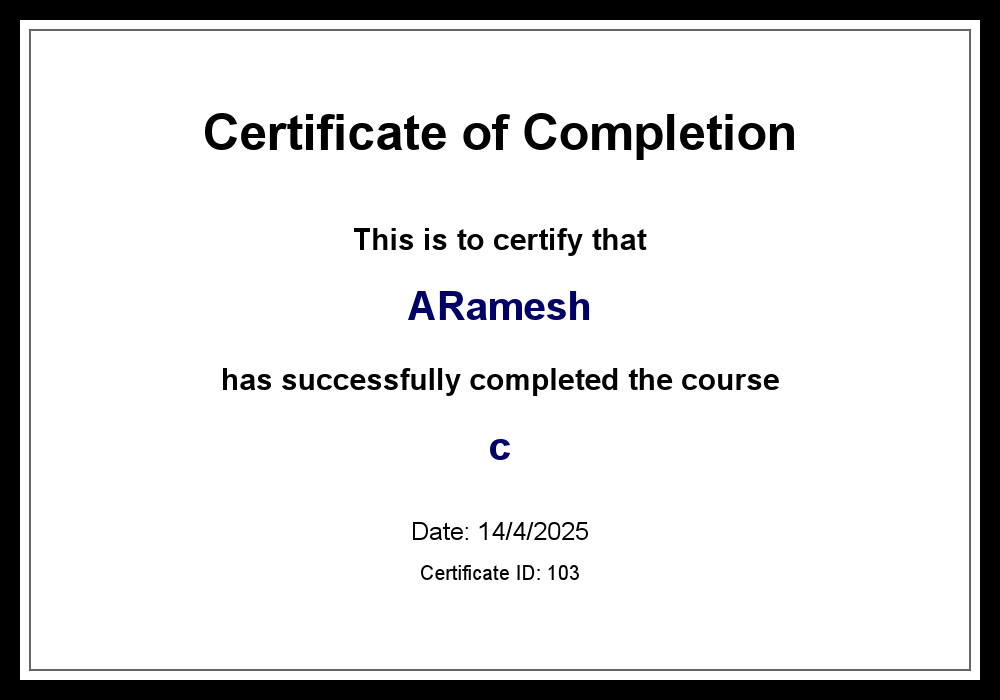 Certificate of Completion
This is to certify that
ARamesh
has successfully completed the course
c
Date: 14/4/2025
Certificate ID: 103